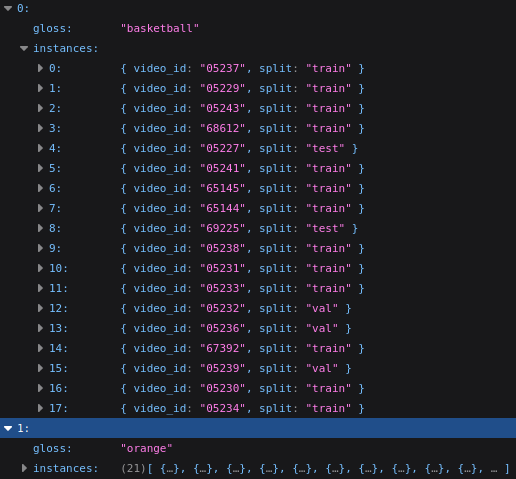 0:
gloss: "basketball"
instances:
0: { video_id: "05237", split: "train" }
1: { video_id: "05229", split: "train" }
2: { video_id: "05243", split: "train" }
3: { video_id: "68612", split: "train" }
4: { video_id: "05227", split: "test" }
5: { video_id: "05241", split: "train" }
6: { video_id: "65145", split: "train" }
7: { video_id: "65144", split: "train" }
8: { video_id: "69225", split: "test" }
9: { video_id: "05238", split: "train" }
10: { video_id: "05231", split: "train" }
11: { video_id: "05233", split: "train" }
12: { video_id: "05232", split: "val" }
13: { video_id: "05236", split: "val" }
14: { video_id: "67392", split: "train" }
15: { video_id: "05239", split: "val" }
16: { video_id: "05230", split: "train" }
17: { video_id: "05234", split: "train" }
1:
gloss: "orange"
instances: (21)[ {…}, {…}, {…}, {…}, {…}, {…}, {…}, {…}, {…}, {…}, … ]